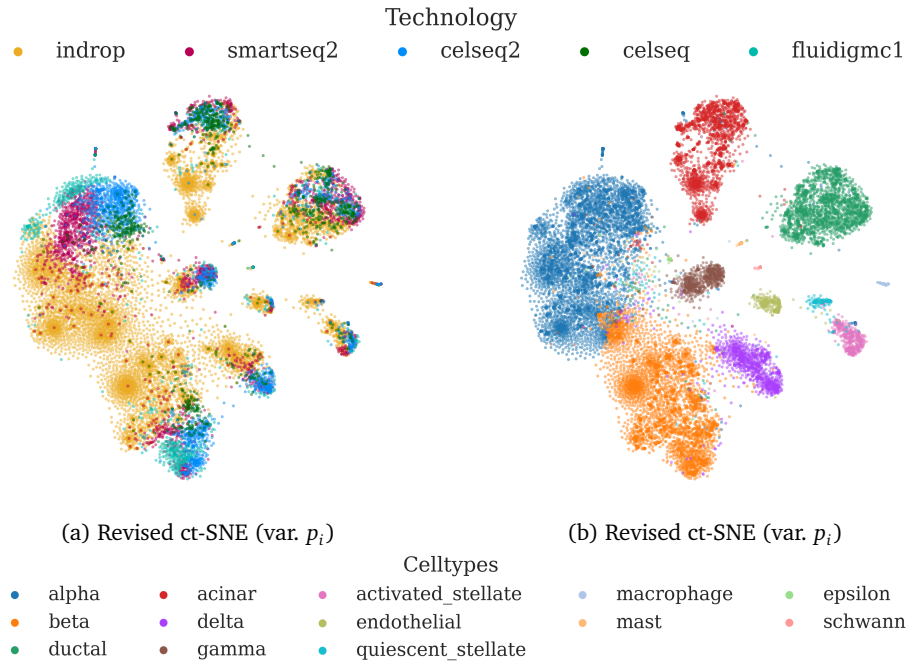 Technology
indrop smartseq2 celseq2 celseq fluidigmc1
(a) Revised ct-SNE (var. pᵢ) (b) Revised ct-SNE (var. pᵢ)
Celltypes
alpha acinar activated_stellate macrophage epsilon
beta delta endothelial mast schwann
ductal gamma quiescent_stellate